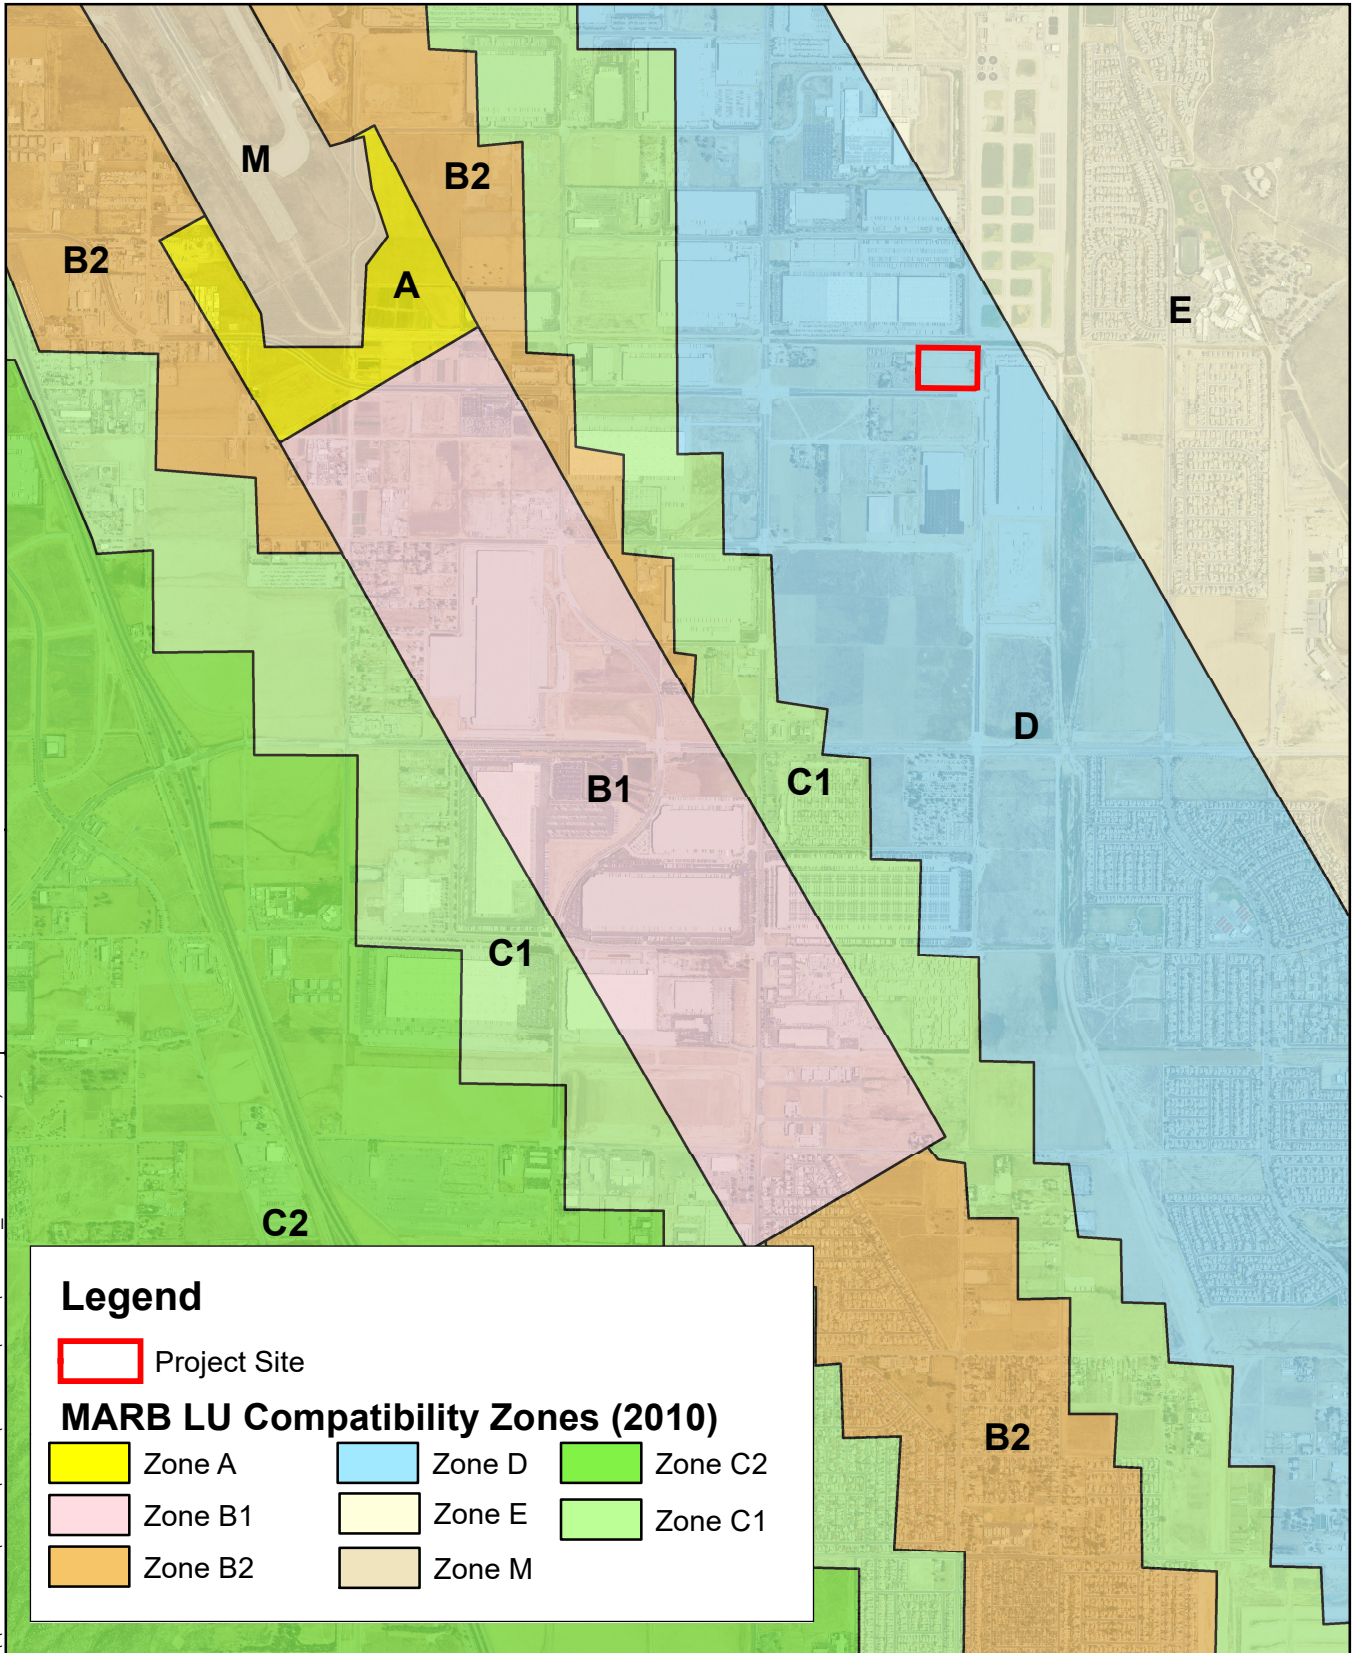 M
B2
B2
A
E
D
B1
C1
C1
C2
B2
Legend
Project Site
MARB LU Compatibility Zones (2010)
Zone A
Zone D
Zone C2
Zone B1
Zone E
Zone C1
Zone B2
Zone M